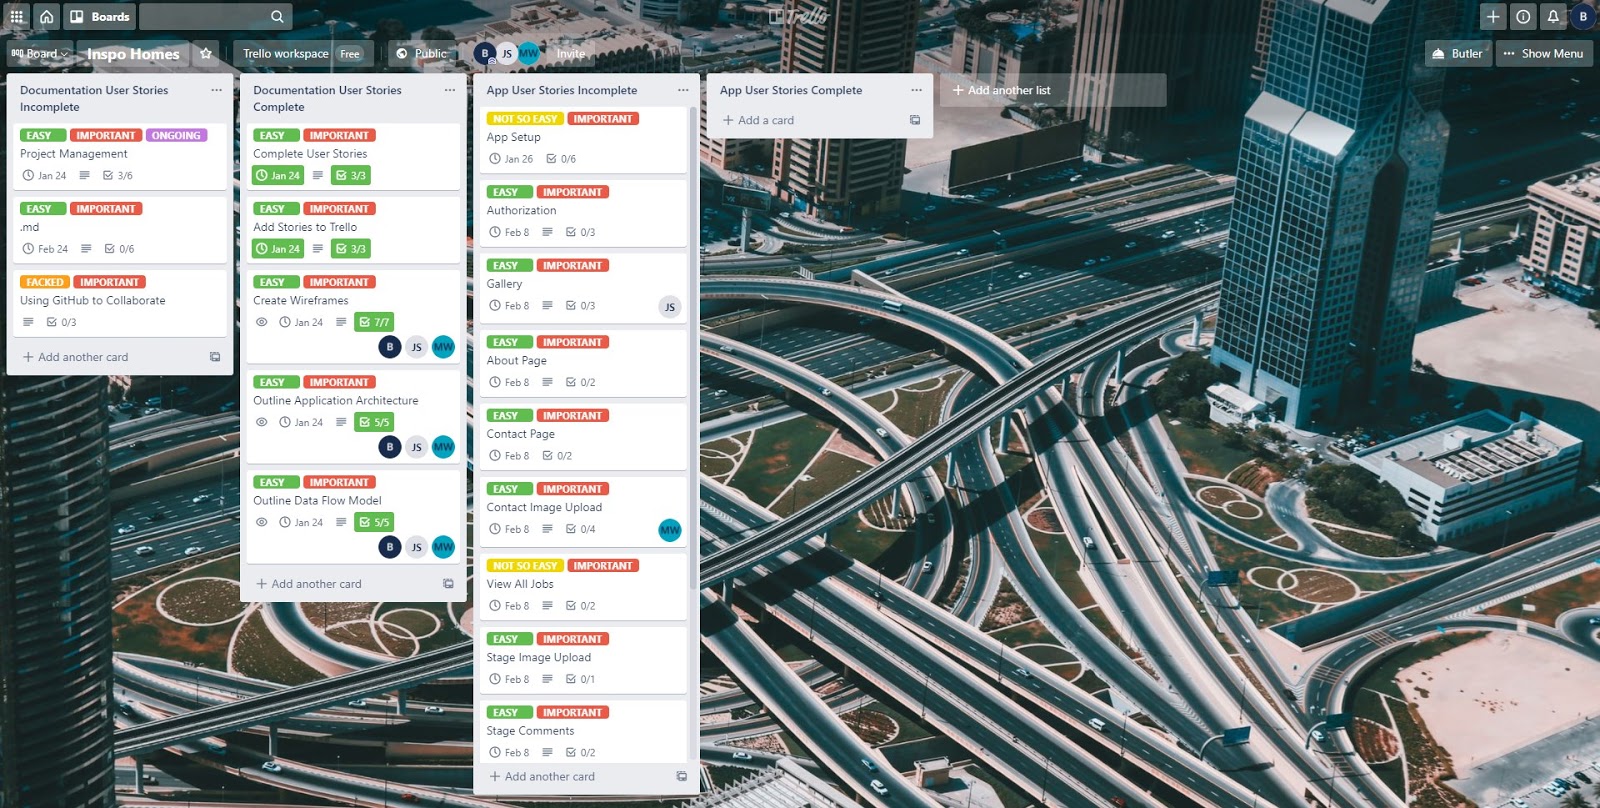 Boards
Trello
Board
Inspo Homes
Trello workspace
Free
Public
B
JS
MW
Invite
Butler
Show Menu
B
Documentation User Stories
Incomplete
EASY IMPORTANT ONGOING
Project Management
Jan 24 3/6
EASY IMPORTANT
.md
Feb 24 0/6
FACKED IMPORTANT
Using GitHub to Collaborate
0/3
+ Add another card
Documentation User Stories
Complete
EASY IMPORTANT
Complete User Stories
Jan 24 3/3
EASY IMPORTANT
Add Stories to Trello
Jan 24 3/3
EASY IMPORTANT
Create Wireframes
Jan 24 7/7
B JS MW
EASY IMPORTANT
Outline Application Architecture
Jan 24 5/5
B JS MW
EASY IMPORTANT
Outline Data Flow Model
Jan 24 5/5
B JS MW
+ Add another card
App User Stories Incomplete
NOT SO EASY IMPORTANT
App Setup
Jan 26 0/6
EASY IMPORTANT
Authorization
Feb 8 0/3
EASY IMPORTANT
Gallery
Feb 8 0/3
JS
EASY IMPORTANT
About Page
Feb 8 0/2
EASY IMPORTANT
Contact Page
Feb 8 0/2
EASY IMPORTANT
Contact Image Upload
Feb 8 0/4
MW
NOT SO EASY IMPORTANT
View All Jobs
Feb 8 0/2
EASY IMPORTANT
Stage Image Upload
Feb 8 0/1
EASY IMPORTANT
Stage Comments
Feb 8 0/2
+ Add another card
App User Stories Complete
+ Add a card
+ Add another list